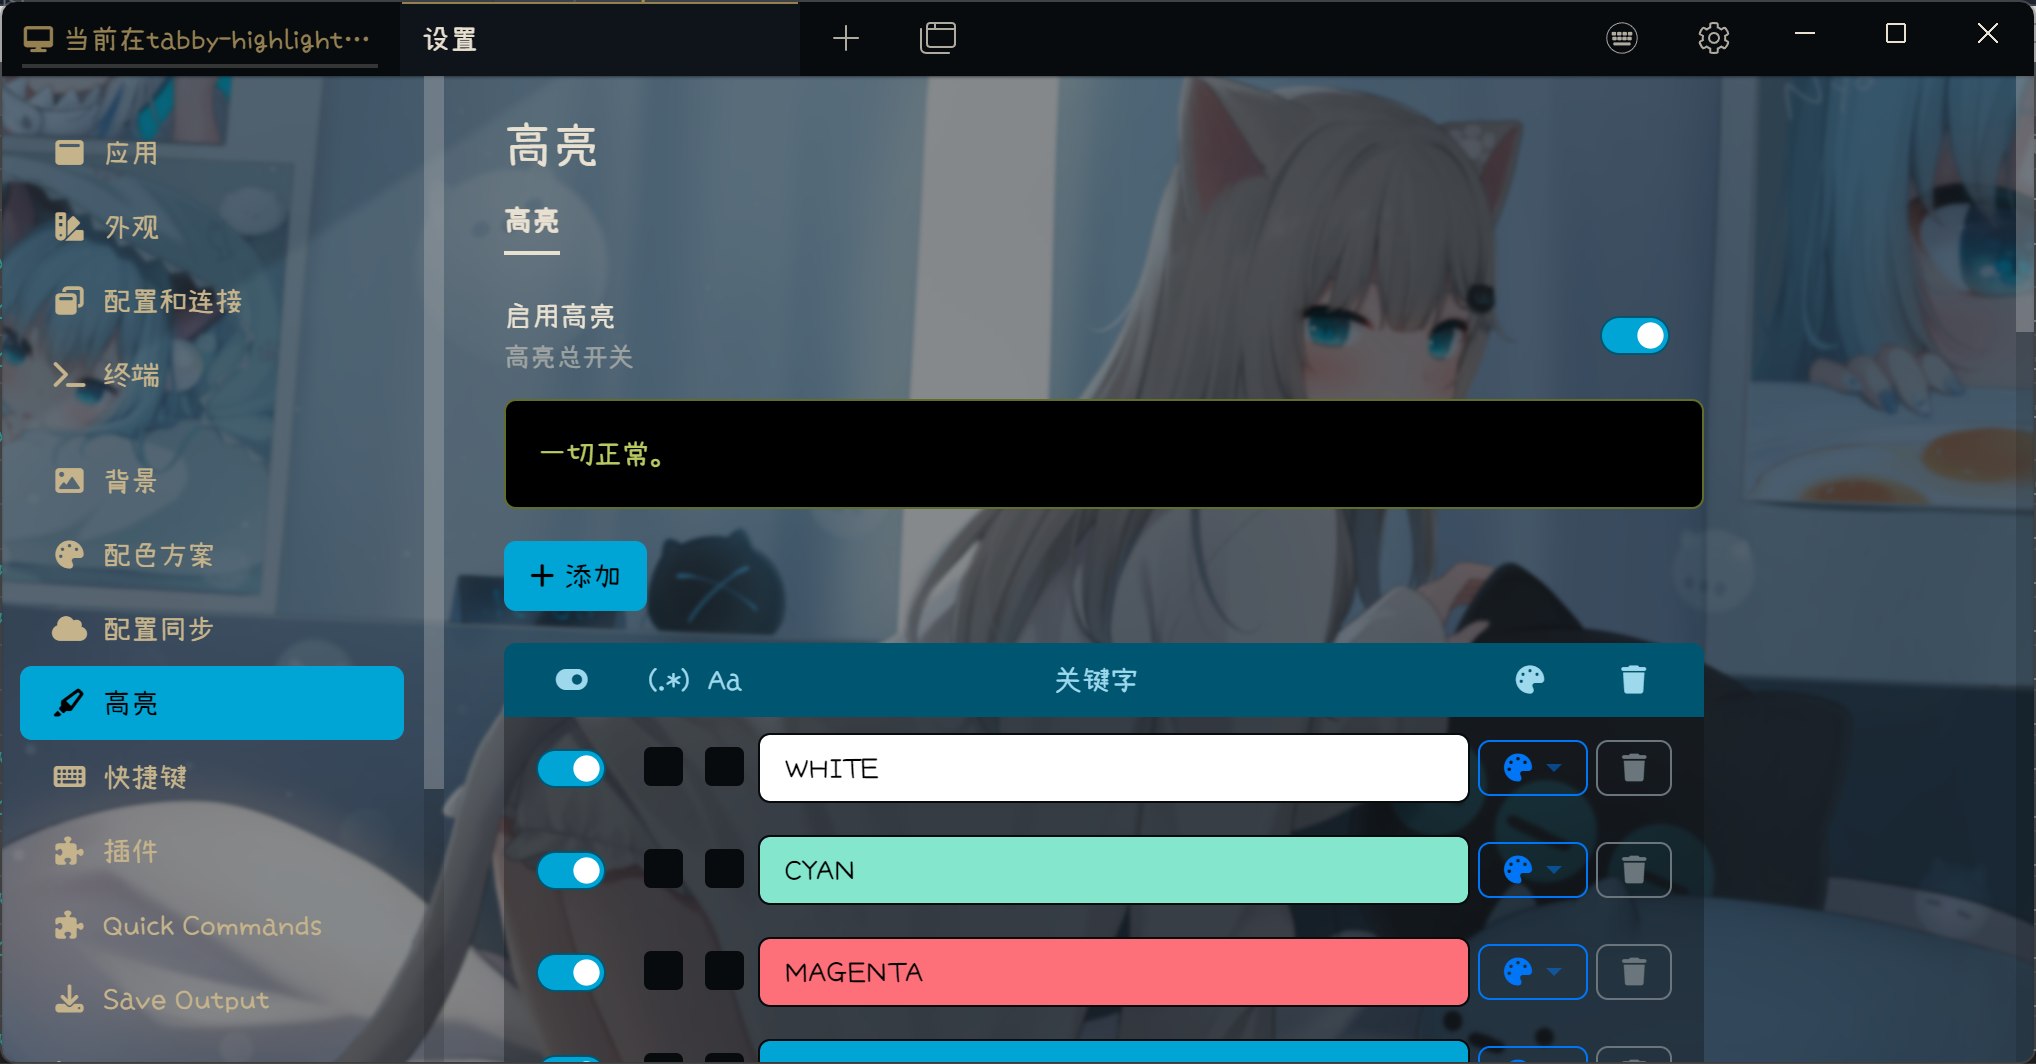 当前在tabby-highlight…
设置
应用
外观
配置和连接
终端
背景
配色方案
配置同步
高亮
快捷键
插件
Quick Commands
Save Output
高亮
高亮
启用高亮
高亮总开关
一切正常。
+ 添加
(.*) Aa 关键字
WHITE
CYAN
MAGENTA